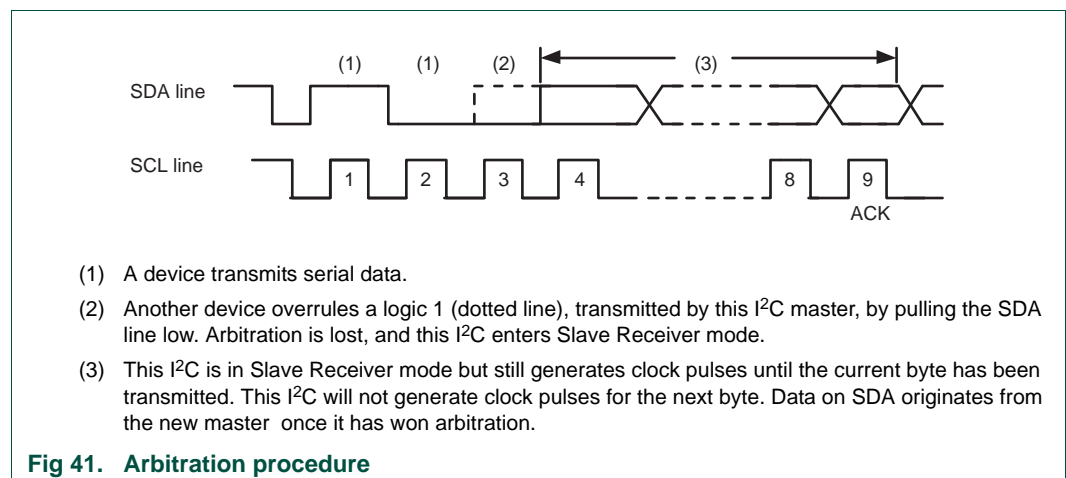 (1) (1) (2) (3)
SDA line
SCL line
1 2 3 4 8 9
ACK
(1) A device transmits serial data.
(2) Another device overrules a logic 1 (dotted line), transmitted by this I2C master, by pulling the SDA
line low. Arbitration is lost, and this I2C enters Slave Receiver mode.
(3) This I2C is in Slave Receiver mode but still generates clock pulses until the current byte has been
transmitted. This I2C will not generate clock pulses for the next byte. Data on SDA originates from
the new master once it has won arbitration.
Fig 41. Arbitration procedure